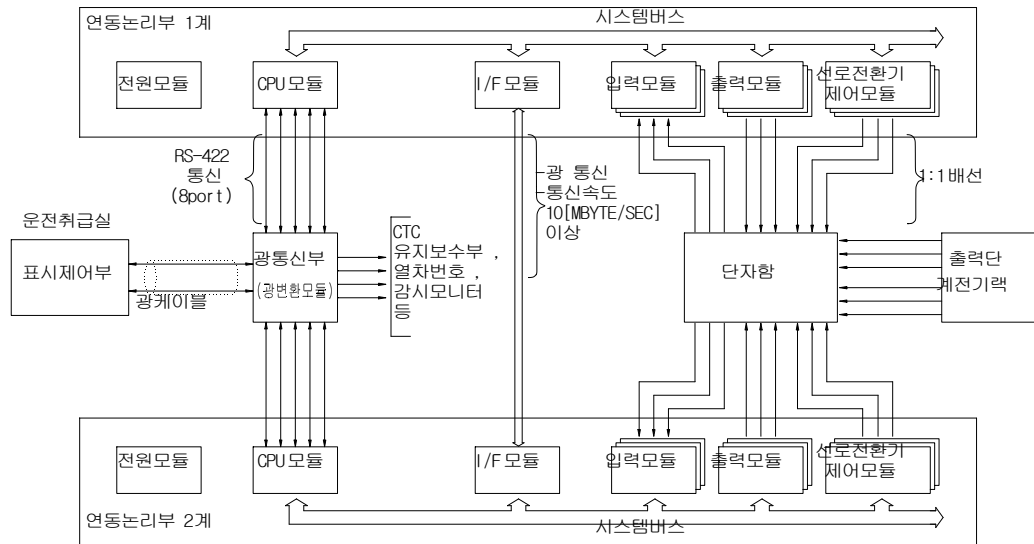 연동논리부 1계
시스템버스
전원모듈
CPU모듈
I/F모듈
입력모듈
출력모듈
선로전환기
제어모듈
RS-422
통신
(8port)
광 통신
통신속도
10[MBYTE/SEC]
이상
1:1배선
운전취급실
표시제어부
광케이블
광통신부
(광변환모듈)
CTC
유지보수부 ,
열차번호 ,
감시모니터
등
단자함
출력단
계전기랙
전원모듈
CPU모듈
I/F모듈
입력모듈
출력모듈
선로전환기
제어모듈
연동논리부 2계
시스템버스